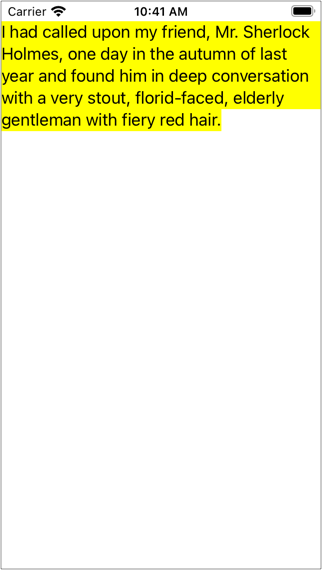 Carrier 10:41 AM
I had called upon my friend, Mr. Sherlock
Holmes, one day in the autumn of last
year and found him in deep conversation
with a very stout, florid-faced, elderly
gentleman with fiery red hair.